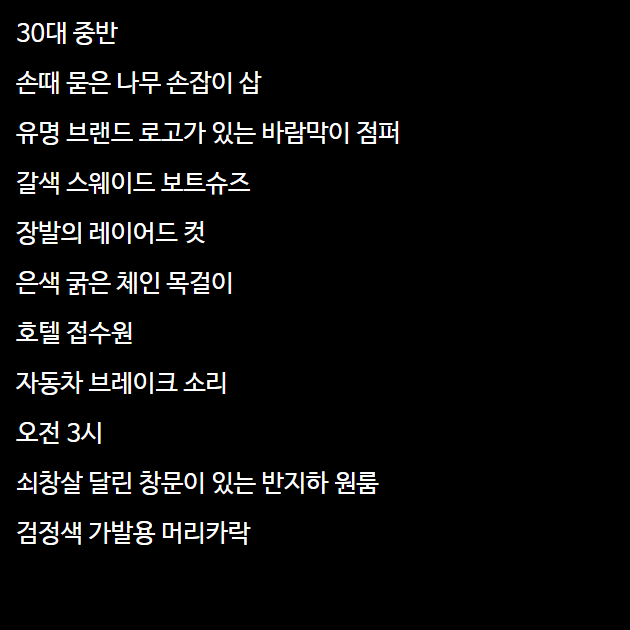 30대 중반
손때 묻은 나무 손잡이 삽
유명 브랜드 로고가 있는 바람막이 점퍼
갈색 스웨이드 보트슈즈
장발의 레이어드 컷
은색 굵은 체인 목걸이
호텔 접수원
자동차 브레이크 소리
오전 3시
쇠창살 달린 창문이 있는 반지하 원룸
검정색 가발용 머리카락